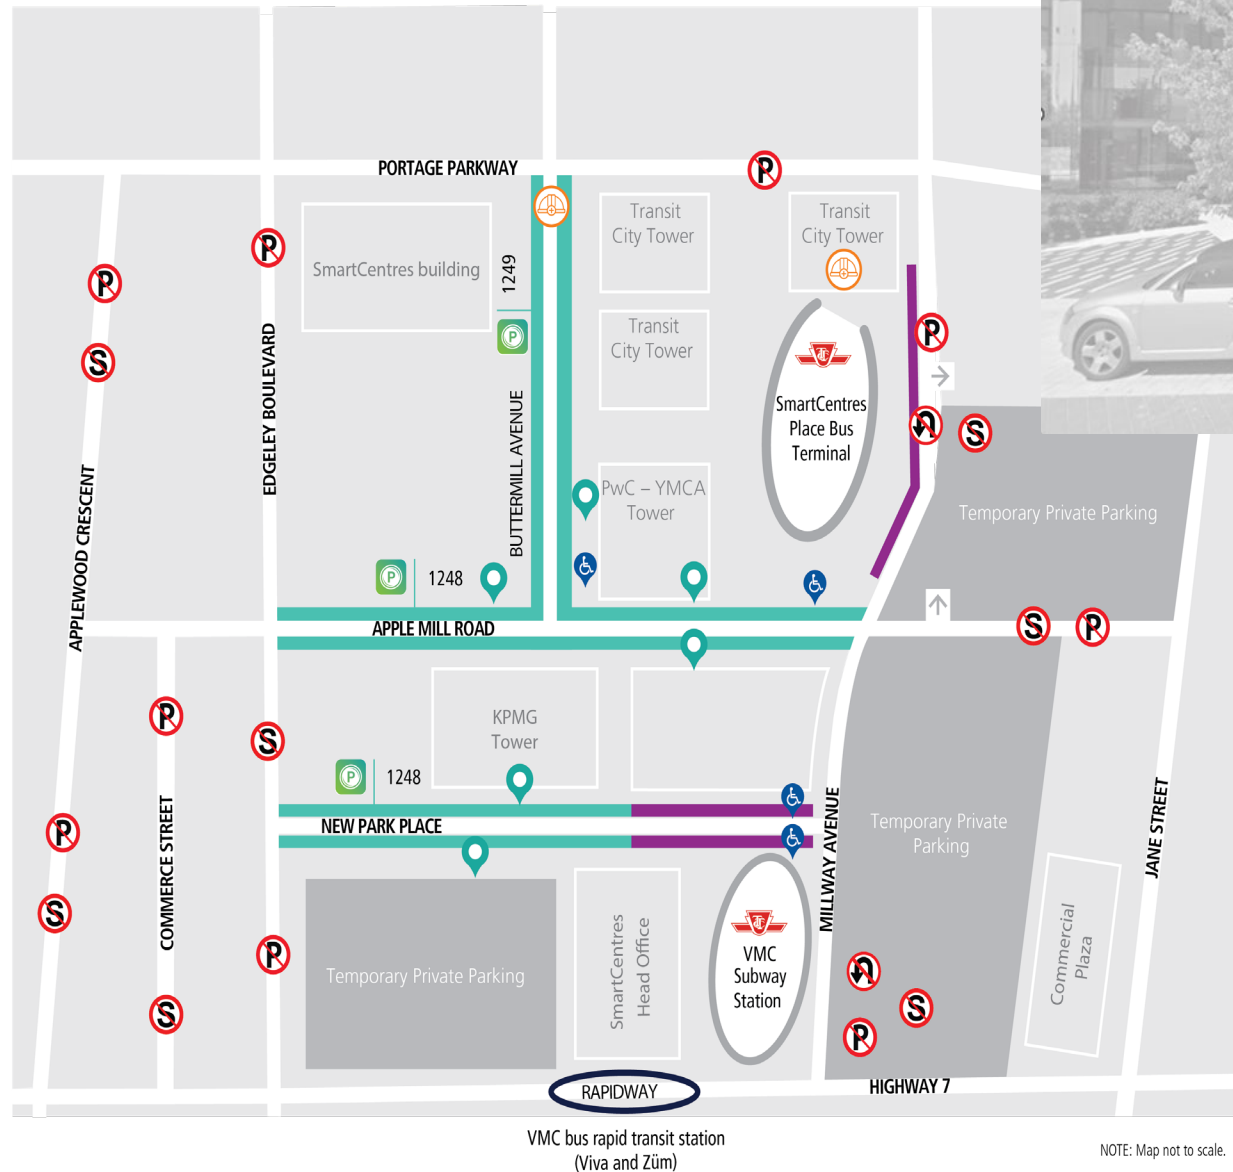 PORTAGE PARKWAY
P
Transit
City Tower
Transit
City Tower
SmartCentres building
1249
P
P
P
P
Transit
City Tower
P
TTC
S
SmartCentres
Place Bus
Terminal
EDGELEY BOULEVARD
BUTTERMILL AVENUE
S
APPLEWOOD CRESCENT
PwC – YMCA
Tower
Temporary Private Parking
P
1248
APPLE MILL ROAD
S
P
P
KPMG
Tower
S
P
1248
COMMERCE STREET
NEW PARK PLACE
MILLWAY AVENUE
Temporary Private
Parking
JANE STREET
P
S
TTC
P
VMC
Subway
Station
Temporary Private Parking
SmartCentres
Head Office
Commercial
Plaza
S
S
P
RAPIDWAY
HIGHWAY 7
VMC bus rapid transit station
(Viva and Züm)
NOTE: Map not to scale.